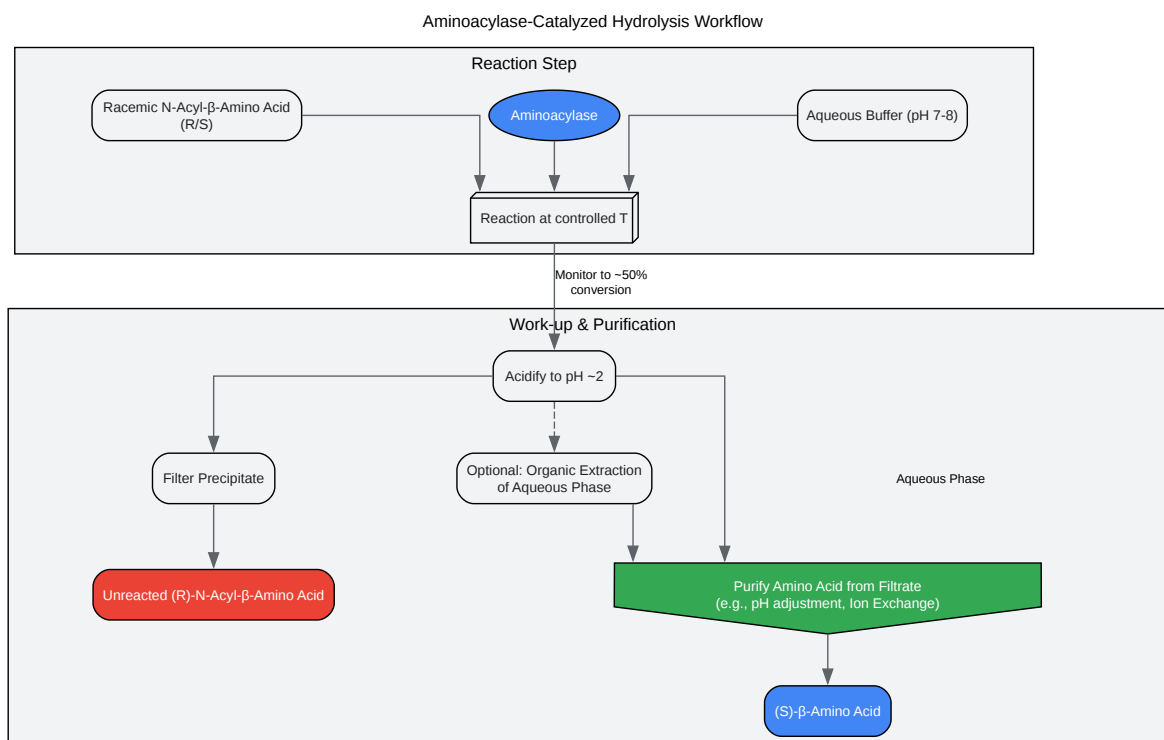 Aminoacylase-Catalyzed Hydrolysis Workflow
Reaction Step
Racemic N-Acyl-β-Amino Acid
(R/S)
Aminoacylase
Aqueous Buffer (pH 7-8)
Reaction at controlled T
Monitor to ~50%
conversion
Work-up & Purification
Acidify to pH ~2
Filter Precipitate
Optional: Organic Extraction
of Aqueous Phase
Aqueous Phase
Unreacted (R)-N-Acyl-β-Amino Acid
Purify Amino Acid from Filtrate
(e.g., pH adjustment, Ion Exchange)
(S)-β-Amino Acid